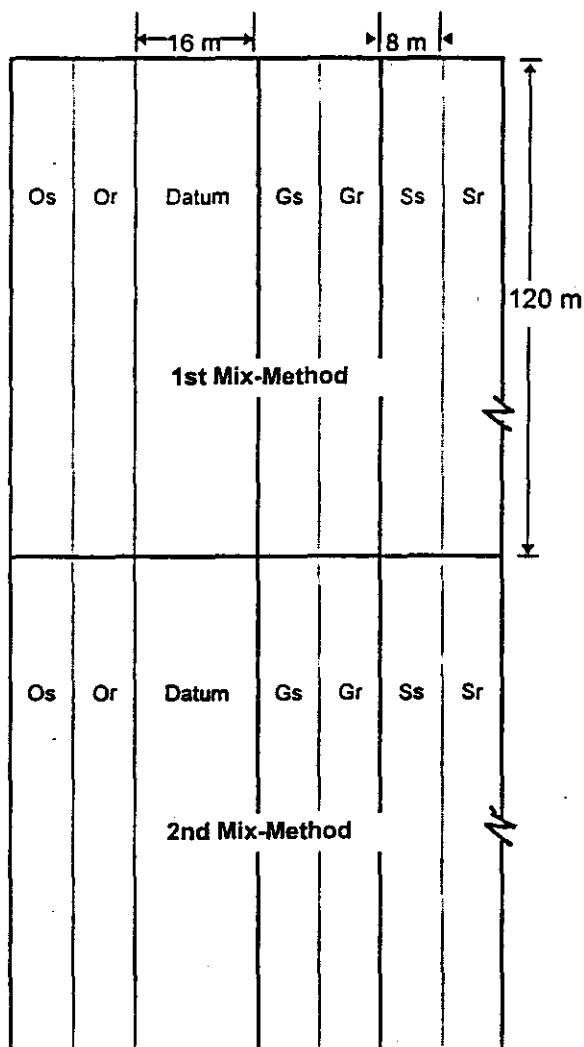 16 m 8 m
Os Or Datum Gs Gr Ss Sr
120 m
1st Mix-Method
Os Or Datum Gs Gr Ss Sr
2nd Mix-Method